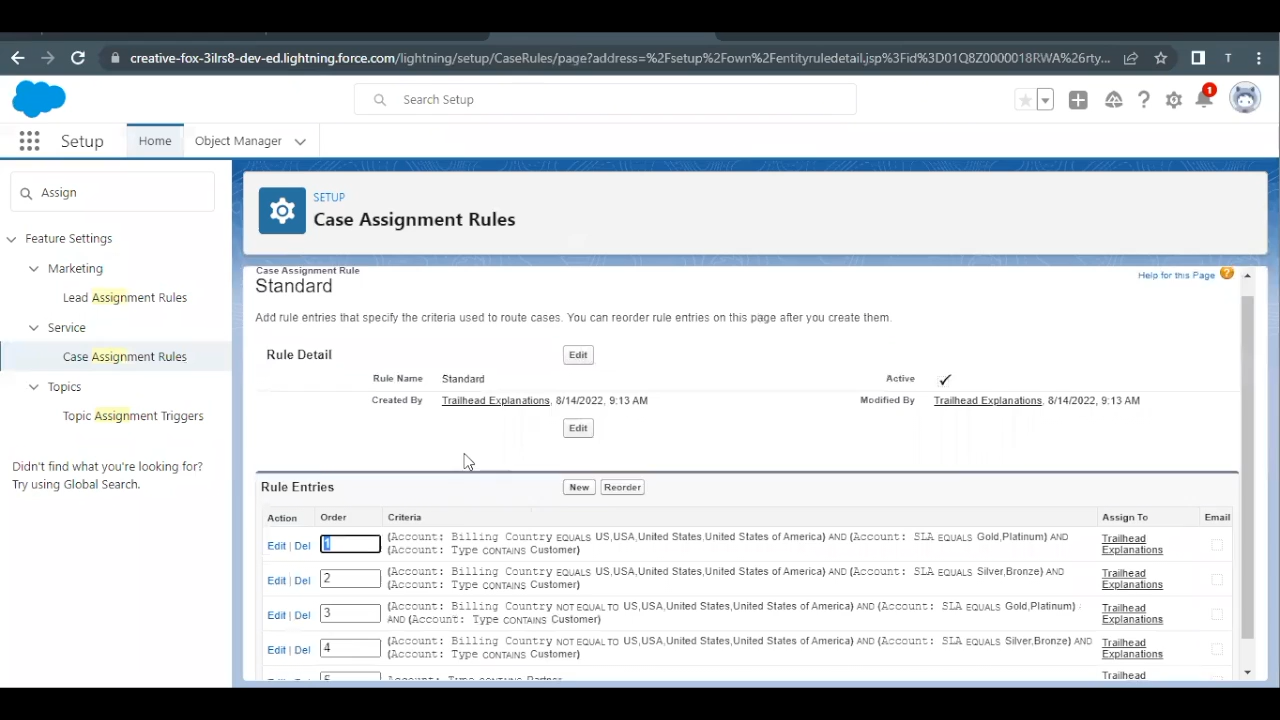 creative-fox-3ilrs8-dev-ed.lightning.force.com/lightning/setup/CaseRules/page?address=%2Fsetup%2Fown%2Fentityruledetail.jsp%3Fid%3D01Q8Z0000018RWA%26rty...
T
Search Setup
1
Setup
Home
Object Manager
Assign
SETUP
Case Assignment Rules
Feature Settings
Marketing
Lead Assignment Rules
Service
Case Assignment Rules
Topics
Topic Assignment Triggers
Didn't find what you're looking for?
Try using Global Search.
Case Assignment Rule
Standard
Help for this Page
Add rule entries that specify the criteria used to route cases. You can reorder rule entries on this page after you create them.
Rule Detail
Edit
Rule Name Standard Active
Created By Trailhead Explanations, 8/14/2022, 9:13 AM Modified By Trailhead Explanations, 8/14/2022, 9:13 AM
Edit
Rule Entries New Reorder
Action Order Criteria Assign To Email
Edit | Del 1 (Account: Billing Country EQUALS US,USA,United States,United States of America) AND (Account: SLA EQUALS Gold,Platinum) AND
(Account: Type CONTAINS Customer)
Trailhead
Explanations
Edit | Del 2 (Account: Billing Country EQUALS US,USA,United States,United States of America) AND (Account: SLA EQUALS Silver,Bronze) AND
(Account: Type CONTAINS Customer)
Trailhead
Explanations
Edit | Del 3 (Account: Billing Country NOT EQUAL TO US,USA,United States,United States of America) AND (Account: SLA EQUALS Gold,Platinum)
AND (Account: Type CONTAINS Customer)
Trailhead
Explanations
Edit | Del 4 (Account: Billing Country NOT EQUAL TO US,USA,United States,United States of America) AND (Account: SLA EQUALS Silver,Bronze) AND
(Account: Type CONTAINS Customer)
Trailhead
Explanations
5 Account: Type CONTAINS Partner Trailhead